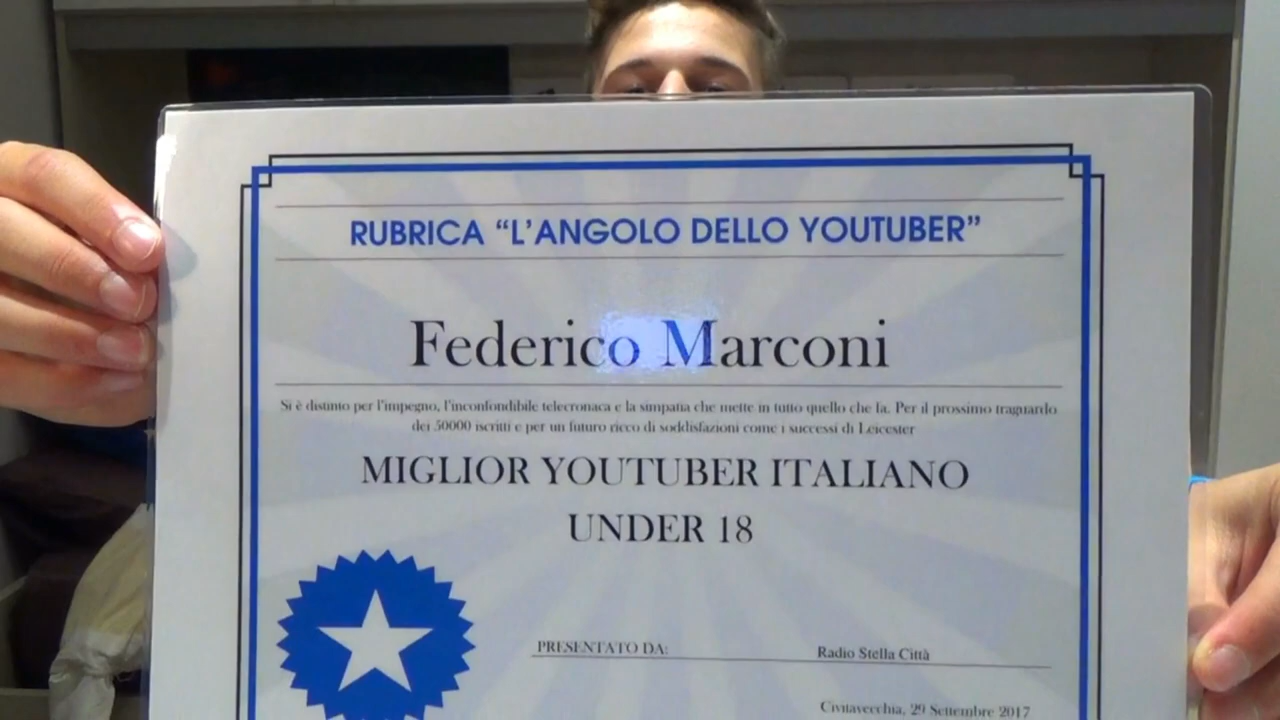 RUBRICA “L’ANGOLO DELLO YOUTUBER”
Federico Marconi
Si è distinto per l'impegno, l'inconfondibile telecronaca e la simpatia che mette in tutto quello che fa. Per il prossimo traguardo
dei 50000 iscritti e per un futuro ricco di soddisfazioni come i successi di Leicester
MIGLIOR YOUTUBER ITALIANO
UNDER 18
PRESENTATO DA: Radio Stella Città
Civitavecchia, 29 Settembre 2017